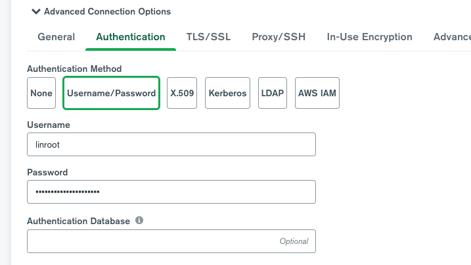 Advanced Connection Options
General Authentication TLS/SSL Proxy/SSH In-Use Encryption Advance
Authentication Method
None Username/Password X.509 Kerberos LDAP AWS IAM
Username
linroot
Password
••••••••••••••••••••
Authentication Database
Optional